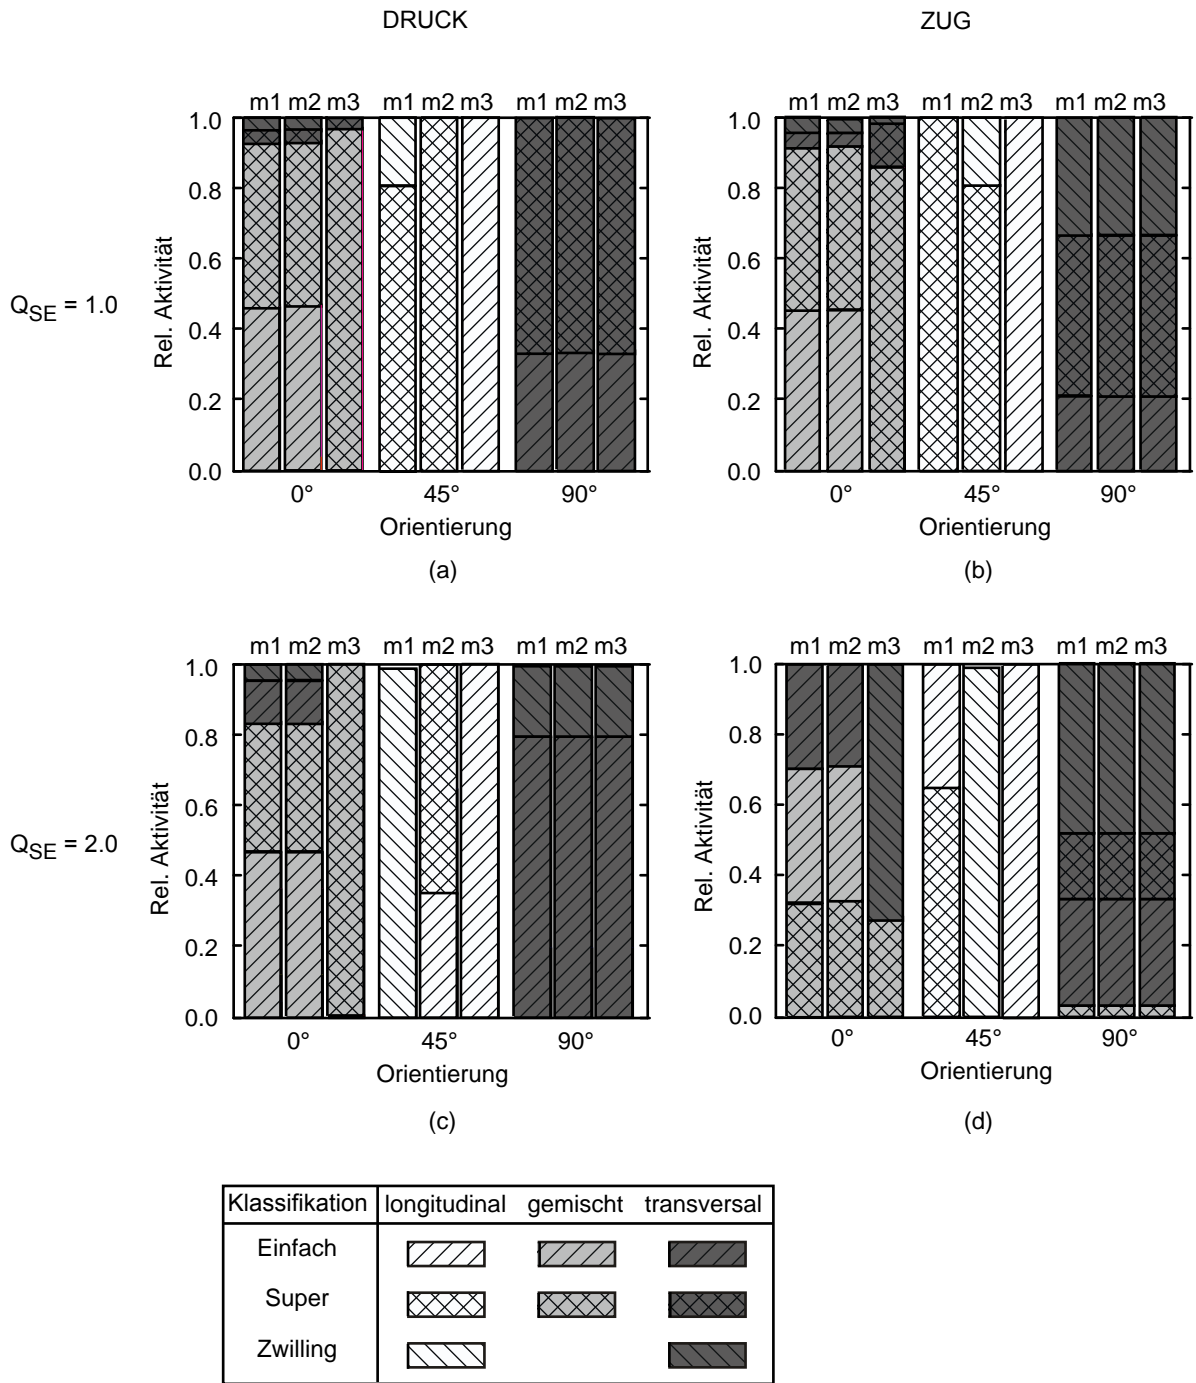 DRUCK ZUG
m1 m2 m3 m1 m2 m3 m1 m2 m3
1.0
0.8
0.6
0.4
0.2
0.0
Rel. Aktivität
0° 45° 90°
Orientierung
(a)
m1 m2 m3 m1 m2 m3 m1 m2 m3
1.0
0.8
0.6
0.4
0.2
0.0
Rel. Aktivität
0° 45° 90°
Orientierung
(b)
QSE = 1.0
m1 m2 m3 m1 m2 m3 m1 m2 m3
1.0
0.8
0.6
0.4
0.2
0.0
Rel. Aktivität
0° 45° 90°
Orientierung
(c)
m1 m2 m3 m1 m2 m3 m1 m2 m3
1.0
0.8
0.6
0.4
0.2
0.0
Rel. Aktivität
0° 45° 90°
Orientierung
(d)
QSE = 2.0
Klassifikation longitudinal gemischt transversal
Einfach
Super
Zwilling